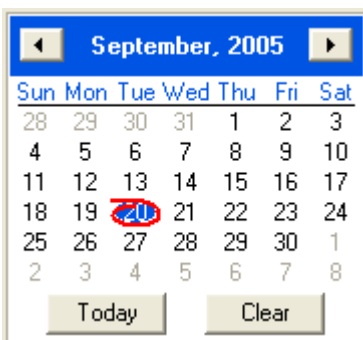 September, 2005
Sun Mon Tue Wed Thu Fri Sat
28 29 30 31 1 2 3
4 5 6 7 8 9 10
11 12 13 14 15 16 17
18 19 20 21 22 23 24
25 26 27 28 29 30 1
2 3 4 5 6 7 8
Today Clear